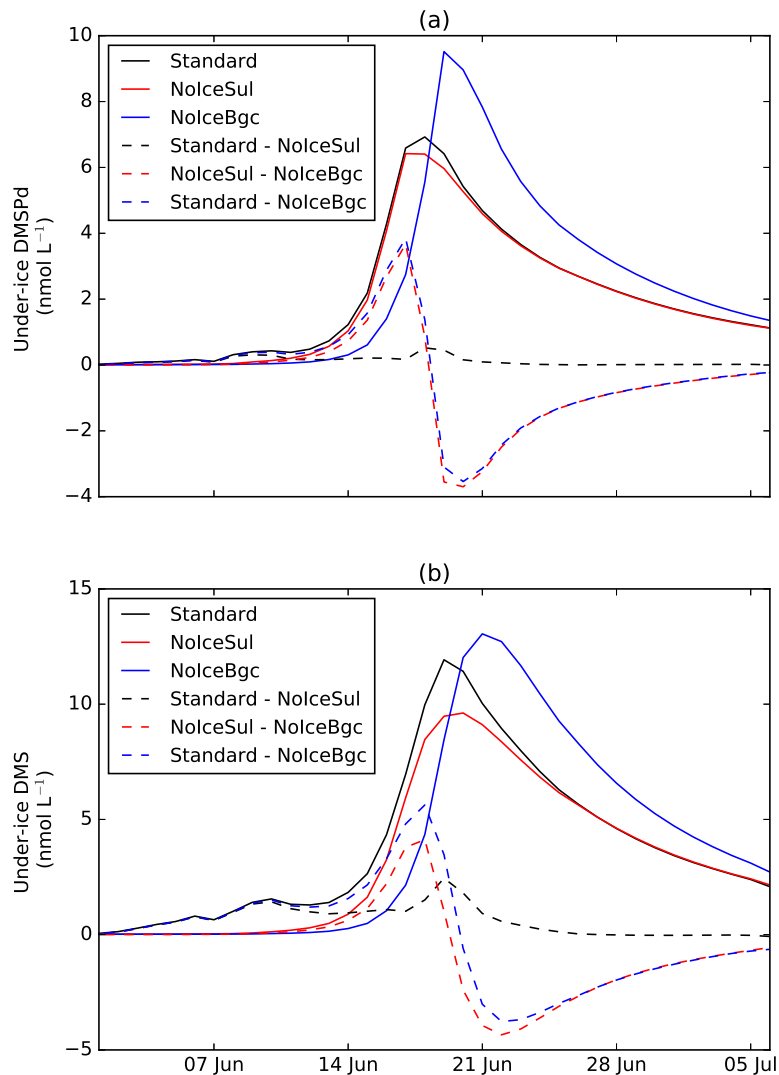 (a)
10
8
6
4
2
0
−2
−4
Under-ice DMSPd
(nmol L⁻¹)
Standard
NoIceSul
NoIceBgc
Standard - NoIceSul
NoIceSul - NoIceBgc
Standard - NoIceBgc
(b)
15
10
5
0
−5
Under-ice DMS
(nmol L⁻¹)
Standard
NoIceSul
NoIceBgc
Standard - NoIceSul
NoIceSul - NoIceBgc
Standard - NoIceBgc
07 Jun 14 Jun 21 Jun 28 Jun 05 Jul